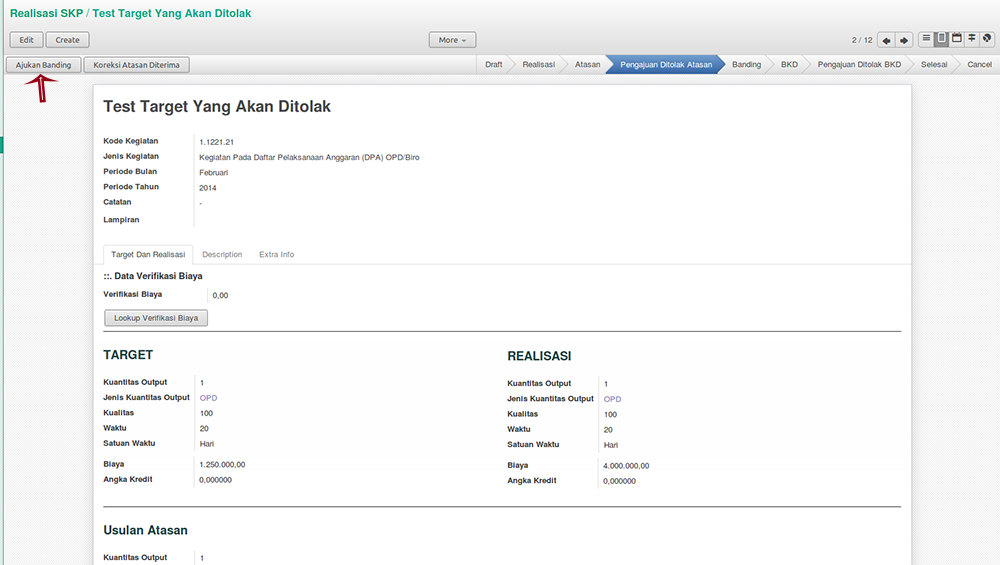 Realisasi SKP / Test Target Yang Akan Ditolak
Edit Create More 2 / 12
Ajukan Banding Koreksi Atasan Diterima Draft Realisasi Atasan Pengajuan Ditolak Atasan Banding BKD Pengajuan Ditolak BKD Selesai Cancel
Test Target Yang Akan Ditolak
Kode Kegiatan 1.1221.21
Jenis Kegiatan Kegiatan Pada Daftar Pelaksanaan Anggaran (DPA) OPD/Biro
Periode Bulan Februari
Periode Tahun 2014
Catatan -
Lampiran
Target Dan Realisasi Description Extra Info
::. Data Verifikasi Biaya
Verifikasi Biaya 0,00
Lookup Verifikasi Biaya
TARGET
Kuantitas Output 1
Jenis Kuantitas Output OPD
Kualitas 100
Waktu 20
Satuan Waktu Hari
Biaya 1.250.000,00
Angka Kredit 0,000000
REALISASI
Kuantitas Output 1
Jenis Kuantitas Output OPD
Kualitas 100
Waktu 20
Satuan Waktu Hari
Biaya 4.000.000,00
Angka Kredit 0,000000
Usulan Atasan
Kuantitas Output 1